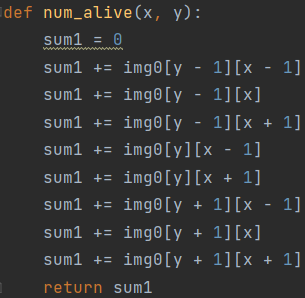 def num_alive(x, y):
    sum1 = 0
    sum1 += img0[y - 1][x - 1]
    sum1 += img0[y - 1][x]
    sum1 += img0[y - 1][x + 1]
    sum1 += img0[y][x - 1]
    sum1 += img0[y][x + 1]
    sum1 += img0[y + 1][x - 1]
    sum1 += img0[y + 1][x]
    sum1 += img0[y + 1][x + 1]
    return sum1